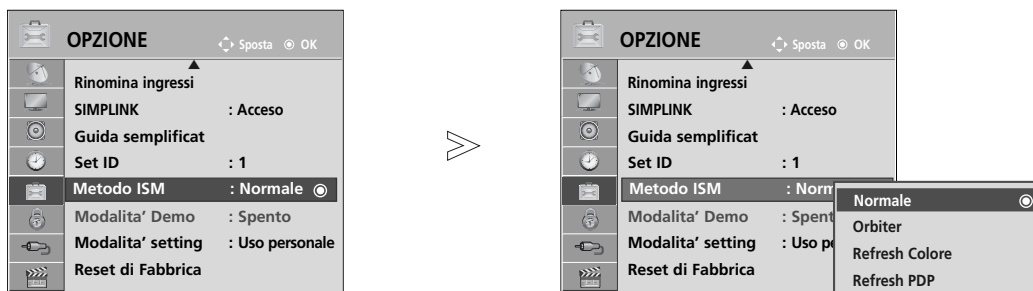 OPZIONE Sposta OK
Rinomina ingressi
SIMPLINK : Acceso
Guida semplificat
Set ID : 1
Metodo ISM : Normale
Modalita' Demo : Spento
Modalita' setting : Uso personale
Reset di Fabbrica
OPZIONE Sposta OK
Rinomina ingressi
SIMPLINK : Acceso
Guida semplificat
Set ID : 1
Metodo ISM : Norm
Modalita' Demo : Spent
Modalita' setting : Uso pe
Reset di Fabbrica
Normale
Orbiter
Refresh Colore
Refresh PDP